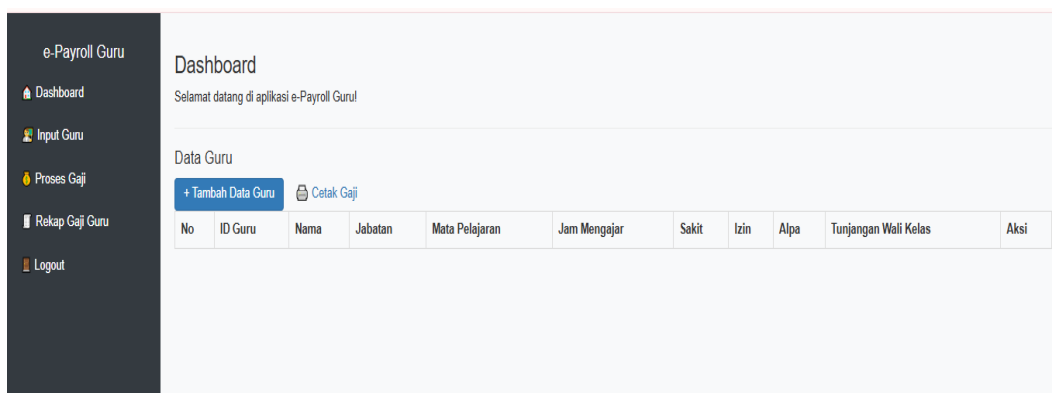 e-Payroll Guru
Dashboard
Input Guru
Proses Gaji
Rekap Gaji Guru
Logout
Dashboard
Selamat datang di aplikasi e-Payroll Guru!
Data Guru
+ Tambah Data Guru Cetak Gaji
No ID Guru Nama Jabatan Mata Pelajaran Jam Mengajar Sakit Izin Alpa Tunjangan Wali Kelas Aksi